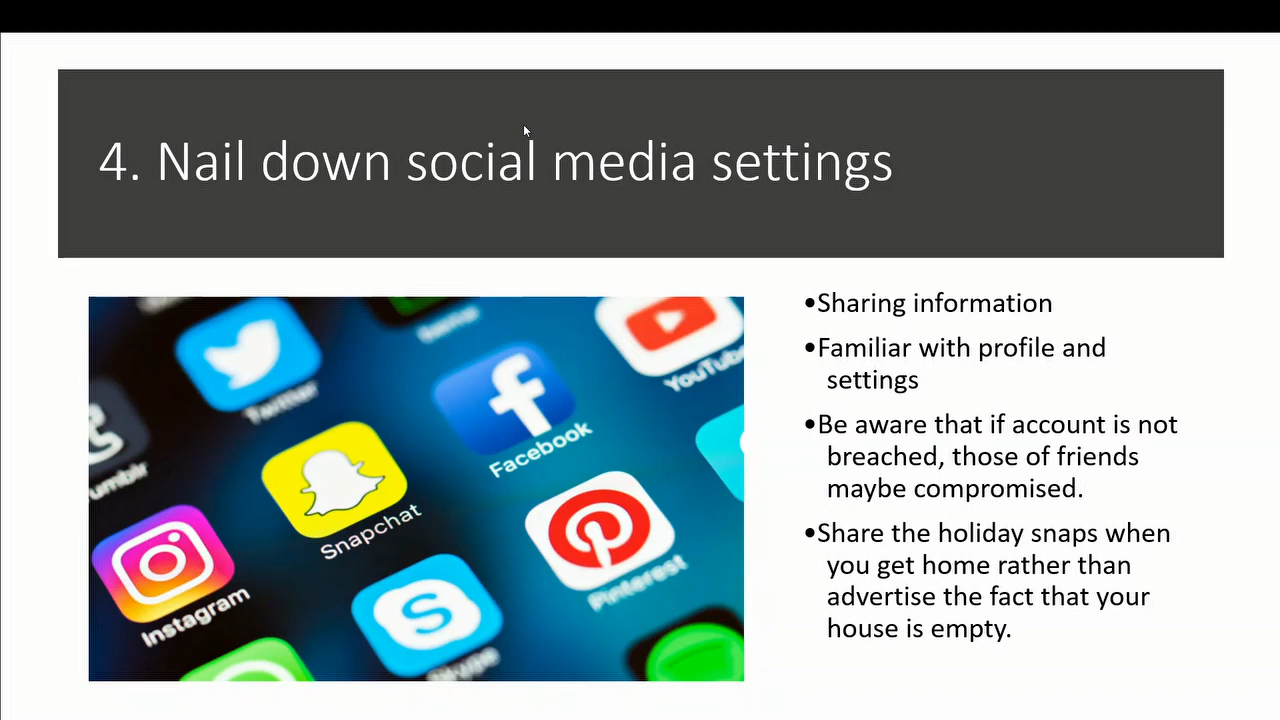 4. Nail down social media settings
•Sharing information
•Familiar with profile and
settings
•Be aware that if account is not
breached, those of friends
maybe compromised.
•Share the holiday snaps when
you get home rather than
advertise the fact that your
house is empty.
Twitter
YouTube
Facebook
umblr
Snapchat
Pinterest
Instagram
Skype